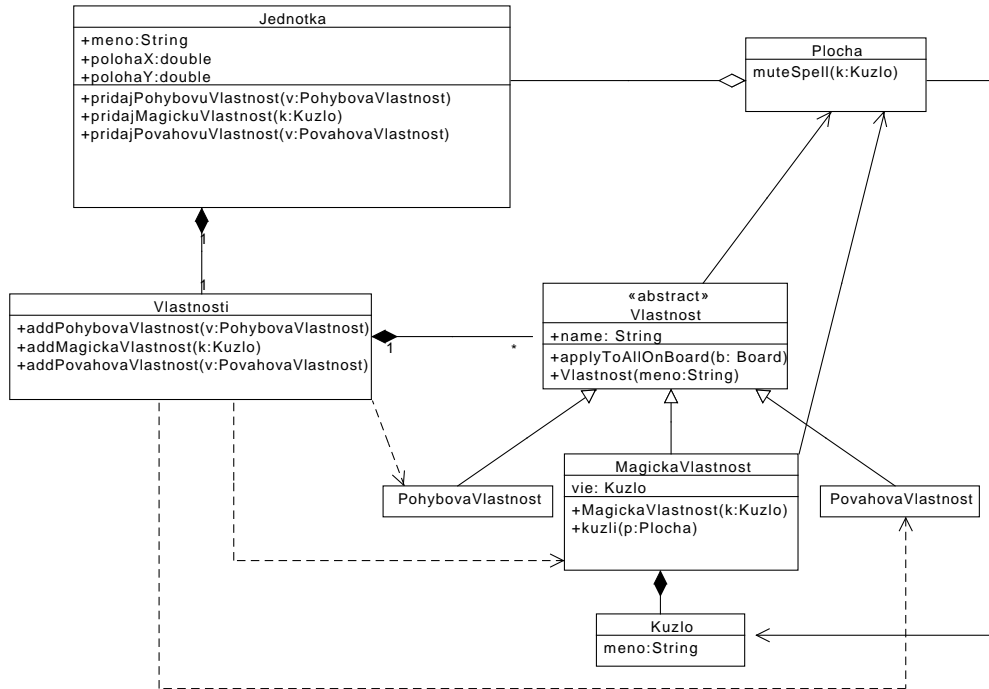 Jednotka
+meno:String
+polohaX:double
+polohaY:double
+pridajPohybovuVlastnost(v:PohybovaVlastnost)
+pridajMagickuVlastnost(k:Kuzlo)
+pridajPovahovuVlastnost(v:PovahovaVlastnost)
Plocha
muteSpell(k:Kuzlo)
1
1
Vlastnosti
+addPohybovaVlastnost(v:PohybovaVlastnost)
+addMagickaVlastnost(k:Kuzlo)
+addPovahovaVlastnost(v:PovahovaVlastnost)
1
*
«abstract»
Vlastnost
+name: String
+applyToAllOnBoard(b: Board)
+Vlastnost(meno:String)
PohybovaVlastnost
MagickaVlastnost
vie: Kuzlo
+MagickaVlastnost(k:Kuzlo)
+kuzli(p:Plocha)
PovahovaVlastnost
Kuzlo
meno:String